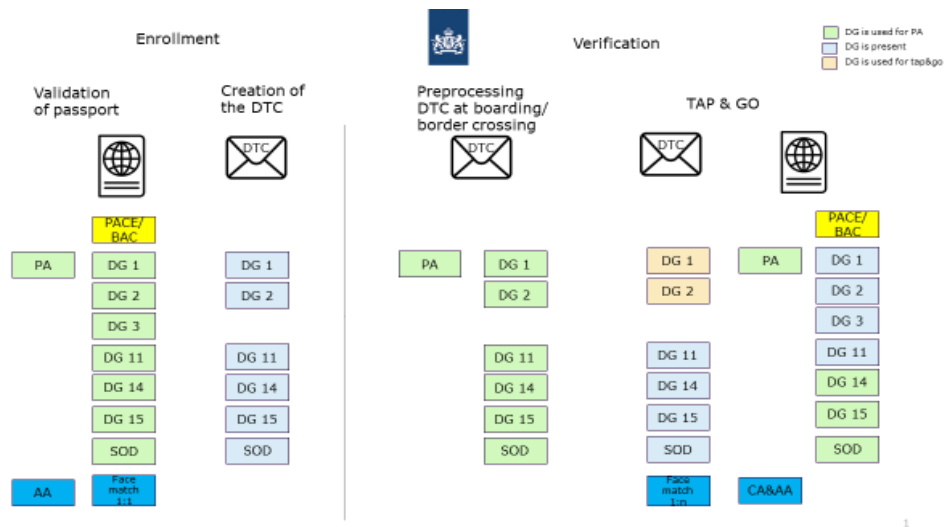 Enrollment
Verification
DG is used for PA
DG is present
DG is used for tap&go
Validation
of passport
Creation of
the DTC
Preprocessing
DTC at boarding/
border crossing
TAP & GO
DTC
DTC
DTC
PACE/
BAC
PACE/
BAC
PA
DG 1
DG 1
PA
DG 1
DG 1
PA
DG 1
DG 2
DG 2
DG 2
DG 2
DG 2
DG 3
DG 3
DG 11
DG 11
DG 11
DG 11
DG 11
DG 14
DG 14
DG 14
DG 14
DG 14
DG 15
DG 15
DG 15
DG 15
DG 15
SOD
SOD
SOD
SOD
SOD
AA
Face
match
1:1
Face
match
1:n
CA&AA
1